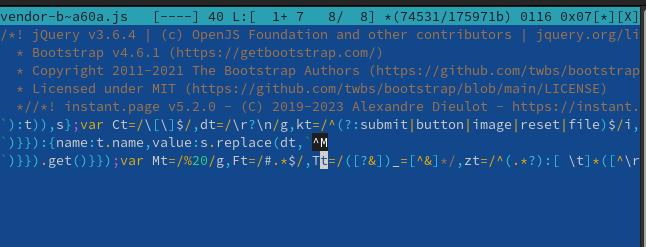 vendor-b~a60a.js [----] 40 L:[ 1+ 7 8/ 8] *(74531/175971b) 0116 0x07[*][X]
/*! jQuery v3.6.4 | (c) OpenJS Foundation and other contributors | jquery.org/li
* Bootstrap v4.6.1 (https://getbootstrap.com/)
* Copyright 2011-2021 The Bootstrap Authors (https://github.com/twbs/bootstrap
* Licensed under MIT (https://github.com/twbs/bootstrap/blob/main/LICENSE)
*//*! instant.page v5.2.0 - (C) 2019-2023 Alexandre Dieulot - https://instant.
`):t)),s};var Ct=/\[\]$/,dt=/\r?\n/g,kt=/^(?:submit|button|image|reset|file)$/i,
`)}}):{name:t.name,value:s.replace(dt,`^M
`)}}).get()}});var Mt=/%20/g,Ft=/#.*$/,Tt=/([?&])_=[^&]*/,zt=/^(.*?):[ \t]*([^\r